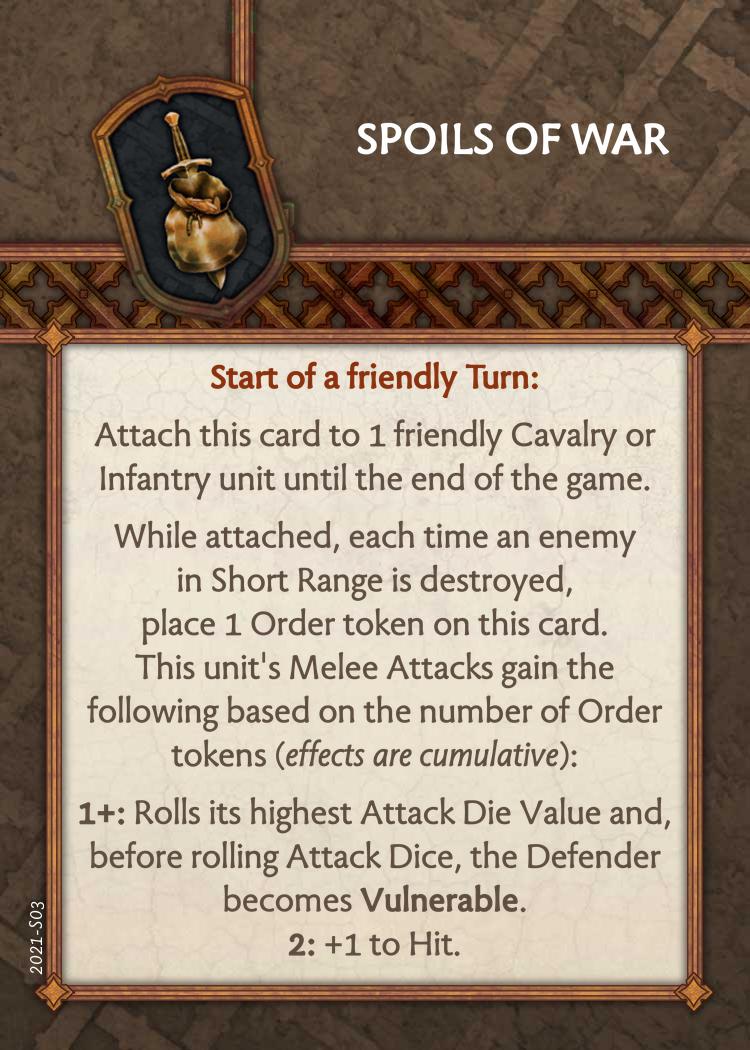 SPOILS OF WAR
Start of a friendly Turn:
Attach this card to 1 friendly Cavalry or
Infantry unit until the end of the game.
While attached, each time an enemy
in Short Range is destroyed,
place 1 Order token on this card.
This unit's Melee Attacks gain the
following based on the number of Order
tokens (effects are cumulative):
1+: Rolls its highest Attack Die Value and,
before rolling Attack Dice, the Defender
becomes Vulnerable.
2: +1 to Hit.
2021-S03